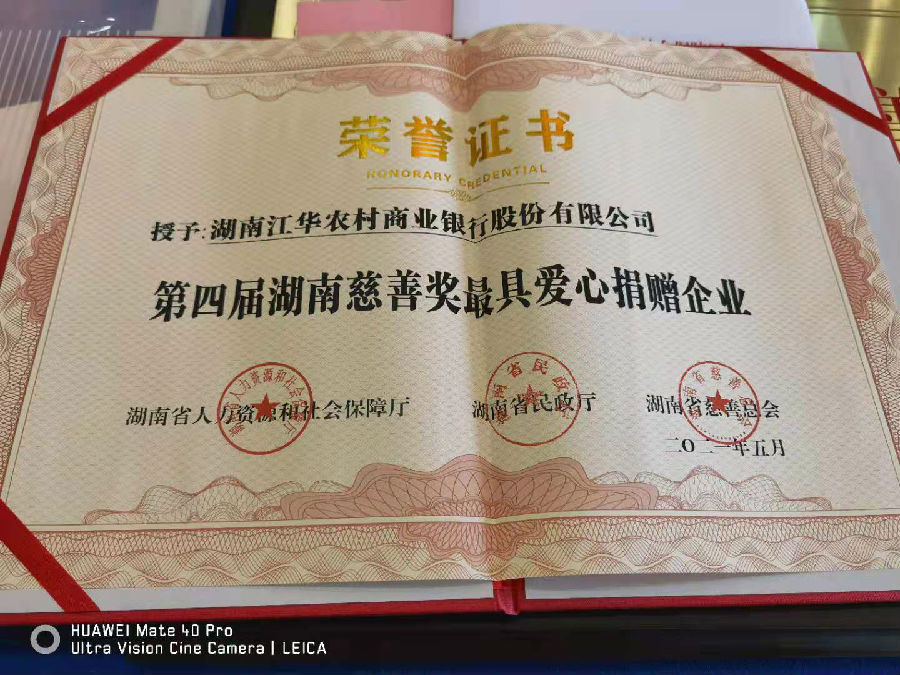 荣誉证书
HONORARY CREDENTIAL
授予:湖南江华农村商业银行股份有限公司
第四届湖南慈善奖最具爱心捐赠企业
湖南省人力资源和社会保障厅
湖南省民政厅
湖南省慈善总会
二〇二一年五月
HUAWEI Mate 40 Pro
Ultra Vision Cine Camera | LEICA